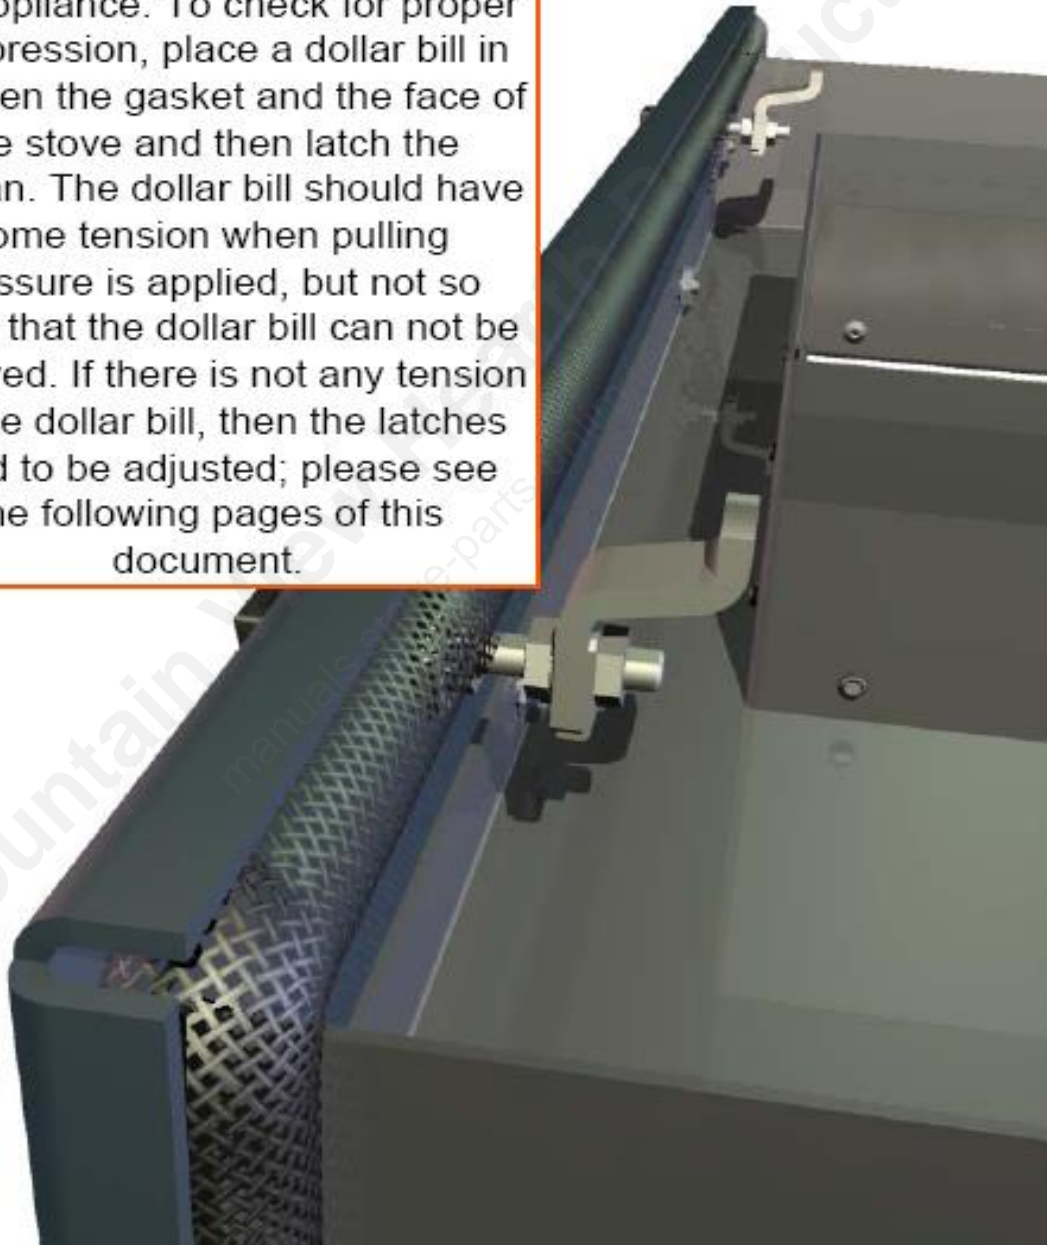 ppliance. To check for proper
pression, place a dollar bill in
en the gasket and the face of
e stove and then latch the
n. The dollar bill should have
ome tension when pulling
ssure is applied, but not so
that the dollar bill can not be
ed. If there is not any tension
e dollar bill, then the latches
d to be adjusted; please see
he following pages of this
document.